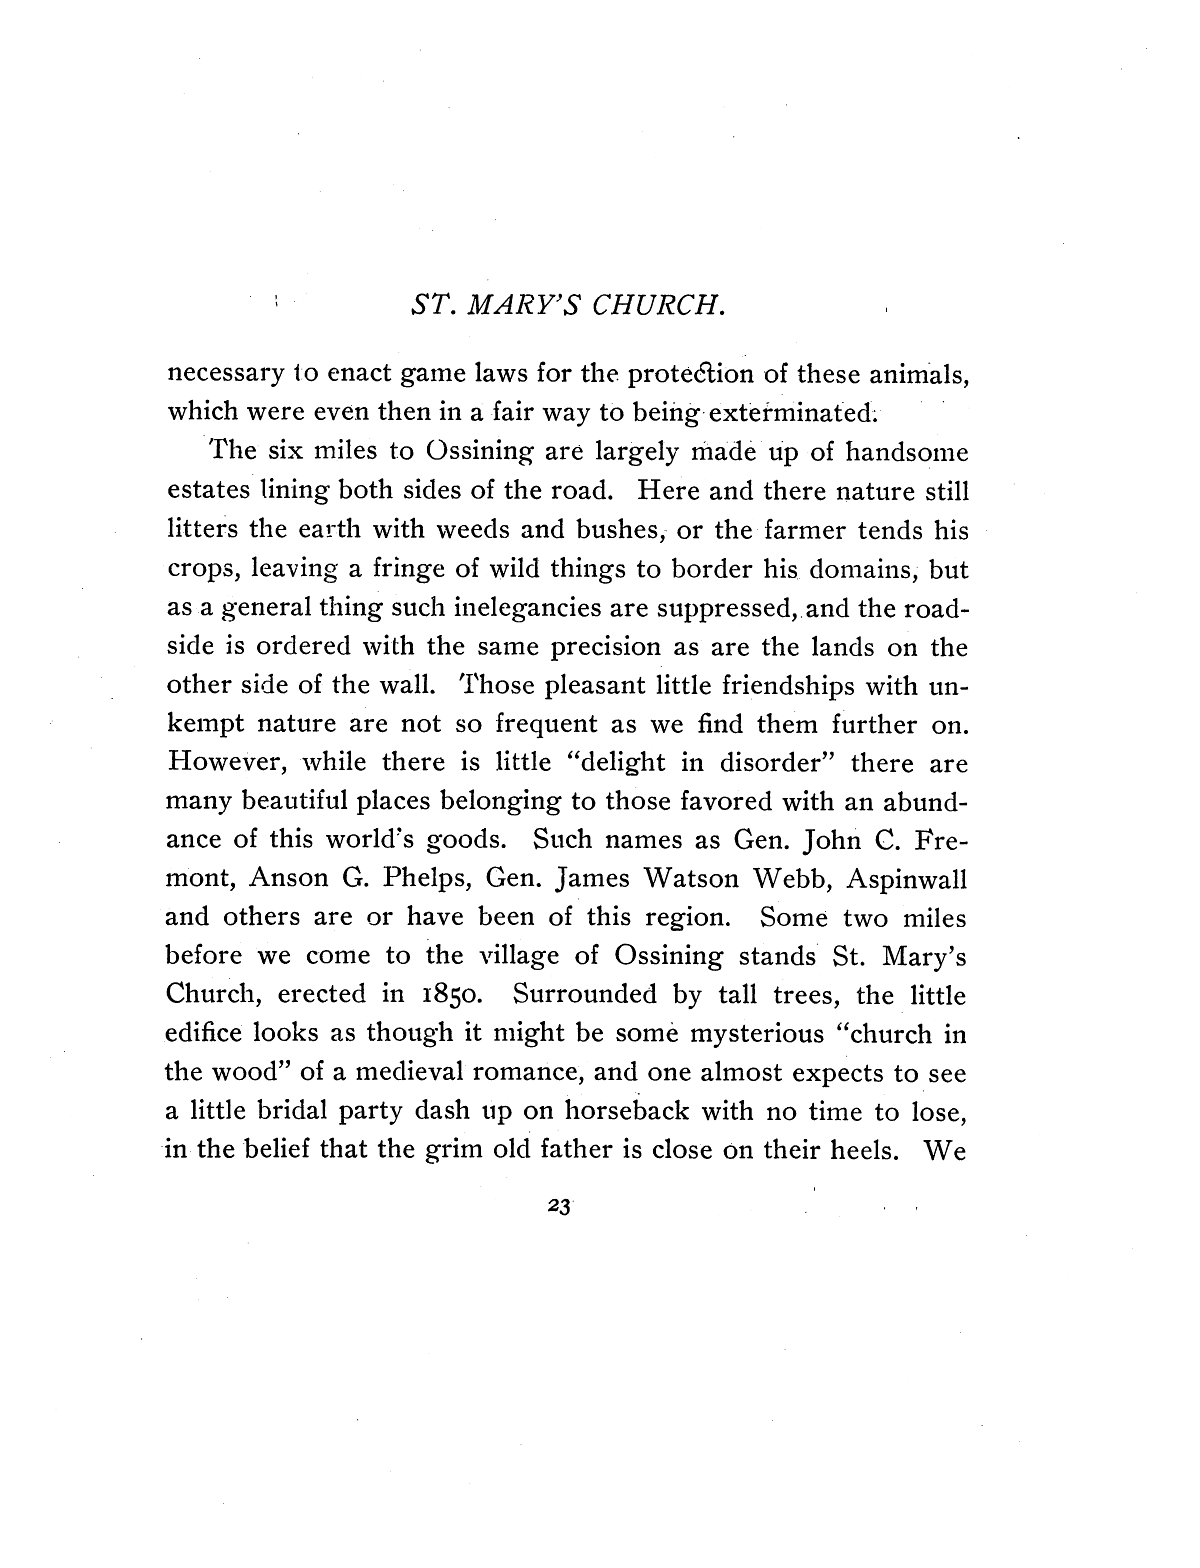 ST. MARY'S CHURCH.
necessary to enact game laws for the protection of these animals,
which were even then in a fair way to being exterminated.
The six miles to Ossining are largely made up of handsome
estates lining both sides of the road. Here and there nature still
litters the earth with weeds and bushes, or the farmer tends his
crops, leaving a fringe of wild things to border his domains, but
as a general thing such inelegancies are suppressed, and the road-
side is ordered with the same precision as are the lands on the
other side of the wall. Those pleasant little friendships with un-
kempt nature are not so frequent as we find them further on.
However, while there is little “delight in disorder” there are
many beautiful places belonging to those favored with an abund-
ance of this world's goods. Such names as Gen. John C. Fre-
mont, Anson G. Phelps, Gen. James Watson Webb, Aspinwall
and others are or have been of this region. Some two miles
before we come to the village of Ossining stands St. Mary's
Church, erected in 1850. Surrounded by tall trees, the little
edifice looks as though it might be some mysterious “church in
the wood” of a medieval romance, and one almost expects to see
a little bridal party dash up on horseback with no time to lose,
in the belief that the grim old father is close on their heels. We
23